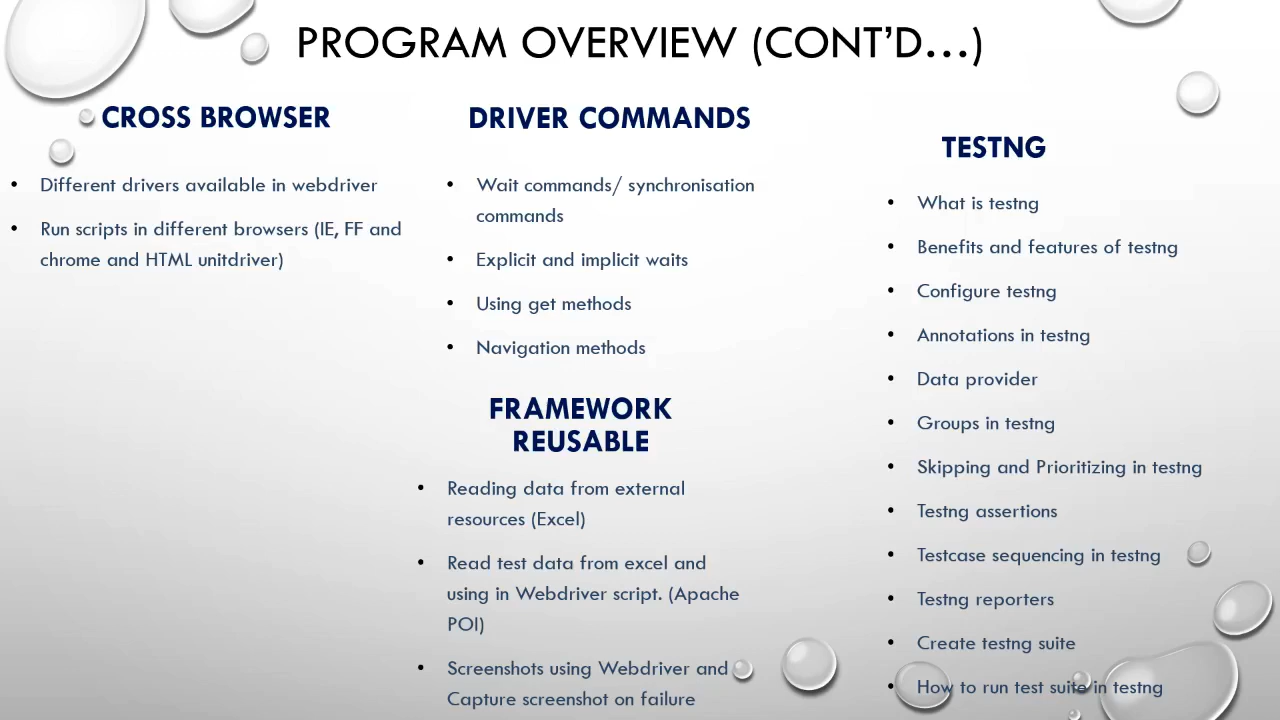 PROGRAM OVERVIEW (CONT'D...)
CROSS BROWSER
• Different drivers available in webdriver
• Run scripts in different browsers (IE, FF and
chrome and HTML unitdriver)
DRIVER COMMANDS
• Wait commands/ synchronisation
commands
• Explicit and implicit waits
• Using get methods
• Navigation methods
FRAMEWORK
REUSABLE
• Reading data from external
resources (Excel)
• Read test data from excel and
using in Webdriver script. (Apache
POI)
• Screenshots using Webdriver and
Capture screenshot on failure
TESTNG
• What is testng
• Benefits and features of testng
• Configure testng
• Annotations in testng
• Data provider
• Groups in testng
• Skipping and Prioritizing in testng
• Testng assertions
• Testcase sequencing in testng
• Testng reporters
• Create testng suite
• How to run test suite in testng